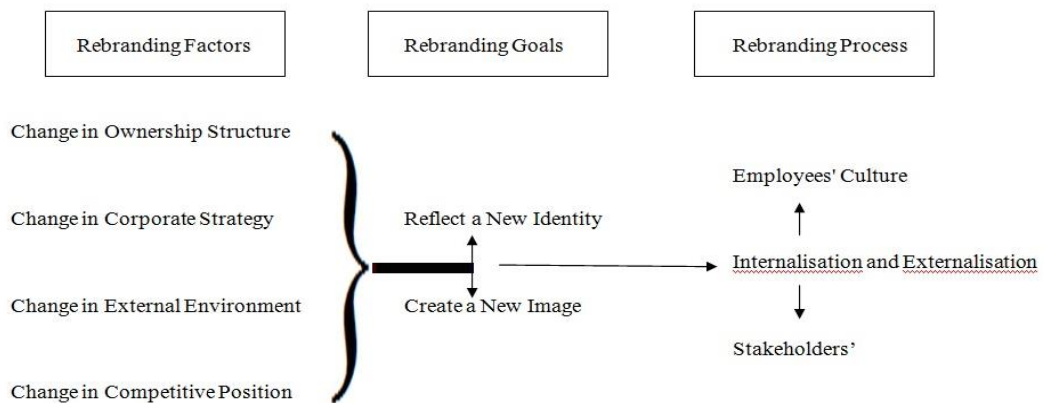 Rebranding Factors
Rebranding Goals
Rebranding Process
Change in Ownership Structure
Employees' Culture
Change in Corporate Strategy
Reflect a New Identity
Internalisation and Externalisation
Change in External Environment
Create a New Image
Stakeholders’
Change in Competitive Position